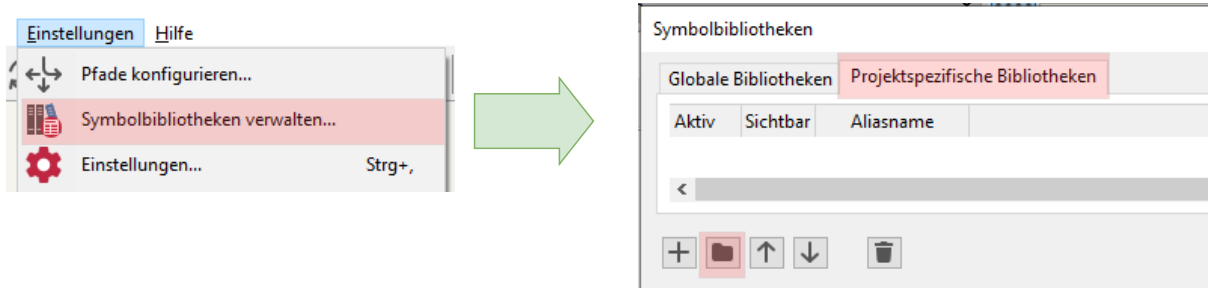 Einstellungen Hilfe
Pfade konfigurieren...
Symbolbibliotheken verwalten...
Einstellungen... Strg+,
Symbolbibliotheken
Globale Bibliotheken Projektspezifische Bibliotheken
Aktiv Sichtbar Aliasname